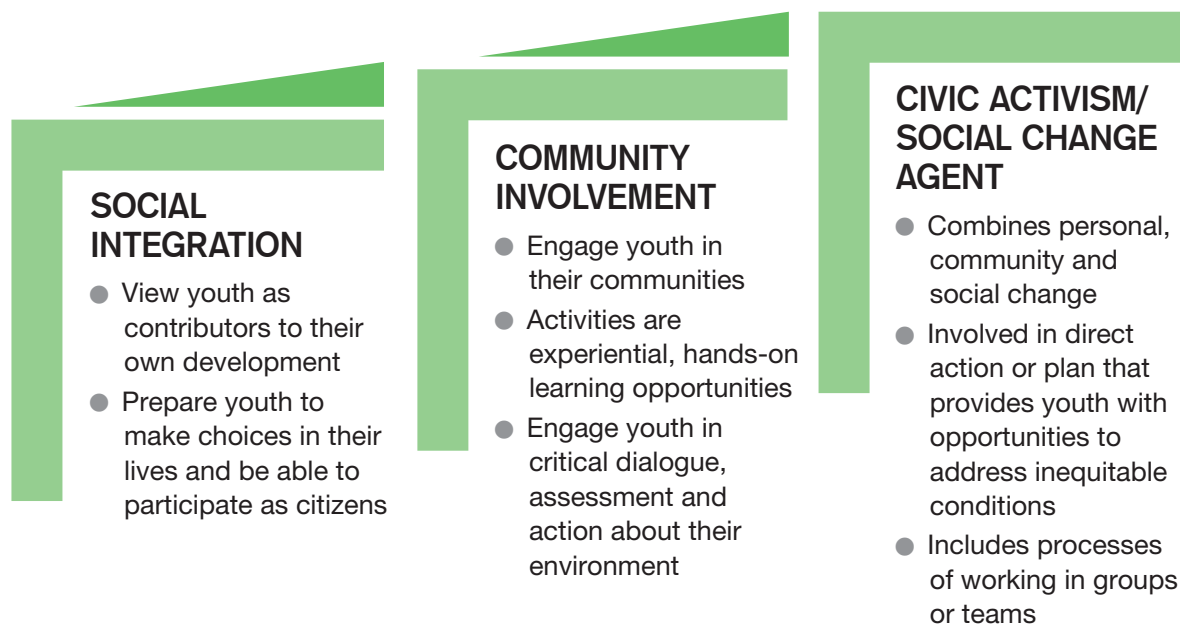 SOCIAL
INTEGRATION
● View youth as
contributors to their
own development
● Prepare youth to
make choices in their
lives and be able to
participate as citizens
COMMUNITY
INVOLVEMENT
● Engage youth in
their communities
● Activities are
experiential, hands-on
learning opportunities
● Engage youth in
critical dialogue,
assessment and
action about their
environment
CIVIC ACTIVISM/
SOCIAL CHANGE
AGENT
● Combines personal,
community and
social change
● Involved in direct
action or plan that
provides youth with
opportunities to
address inequitable
conditions
● Includes processes
of working in groups
or teams